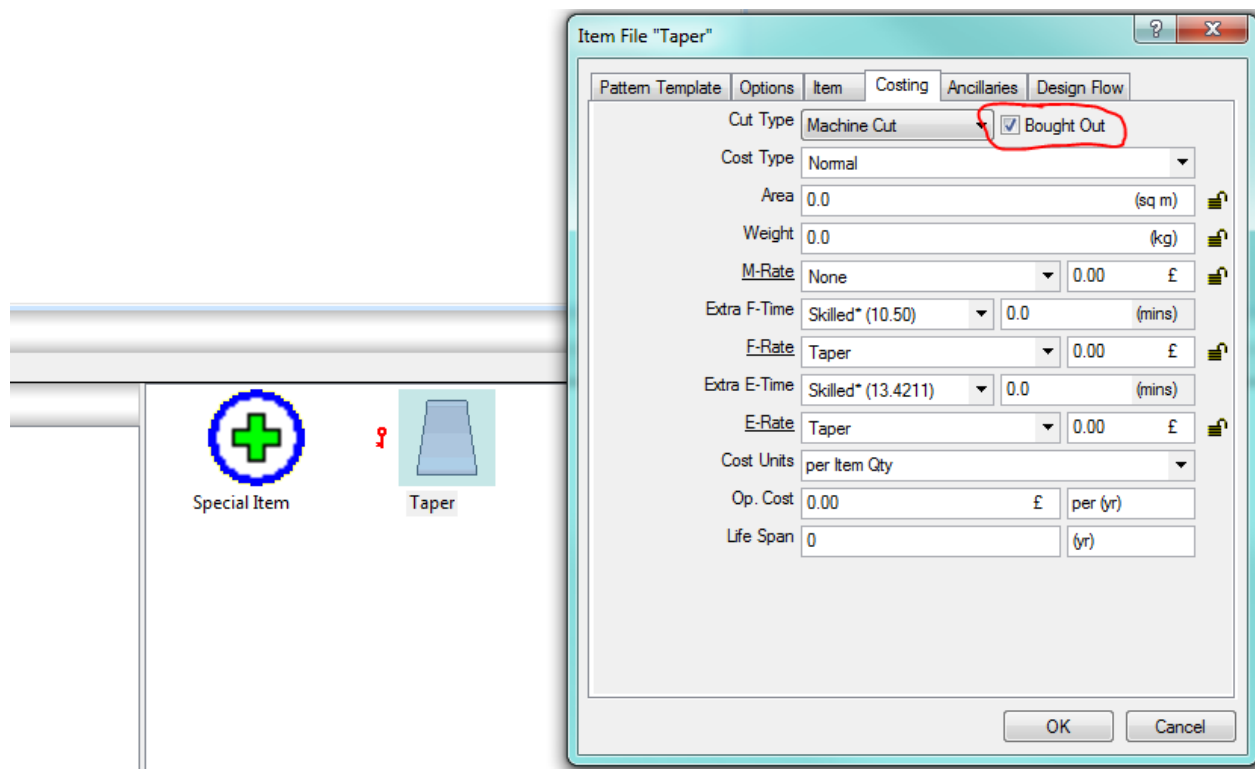 Item File "Taper"
? X
Pattern Template Options Item Costing Ancillaries Design Flow
Cut Type Machine Cut Bought Out
Cost Type Normal
Area 0.0 (sq m)
Weight 0.0 (kg)
M-Rate None 0.00 £
Extra F-Time Skilled* (10.50) 0.0 (mins)
F-Rate Taper 0.00 £
Extra E-Time Skilled* (13.4211) 0.0 (mins)
E-Rate Taper 0.00 £
Cost Units per Item Qty
Op. Cost 0.00 £ per (yr)
Life Span 0 (yr)
OK Cancel
Special Item Taper